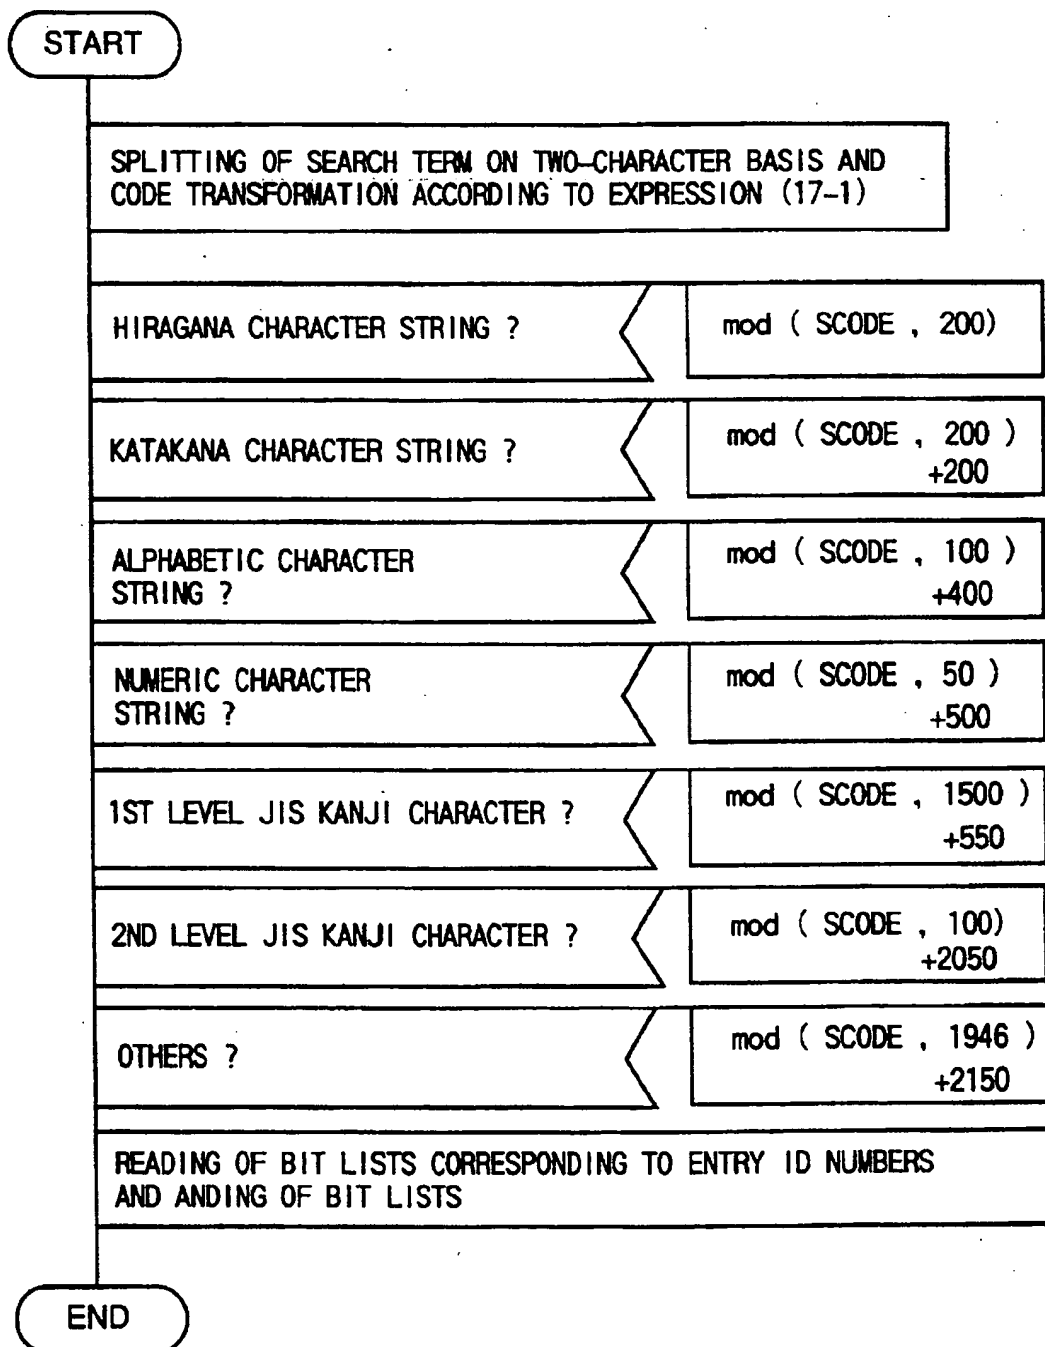 START
SPLITTING OF SEARCH TERM ON TWO-CHARACTER BASIS AND
CODE TRANSFORMATION ACCORDING TO EXPRESSION (17-1)
HIRAGANA CHARACTER STRING ?
mod ( SCODE , 200)
KATAKANA CHARACTER STRING ?
mod ( SCODE , 200 )
+200
ALPHABETIC CHARACTER
STRING ?
mod ( SCODE , 100 )
+400
NUMERIC CHARACTER
STRING ?
mod ( SCODE , 50 )
+500
1ST LEVEL JIS KANJI CHARACTER ?
mod ( SCODE , 1500 )
+550
2ND LEVEL JIS KANJI CHARACTER ?
mod ( SCODE , 100)
+2050
OTHERS ?
mod ( SCODE , 1946 )
+2150
READING OF BIT LISTS CORRESPONDING TO ENTRY ID NUMBERS
AND ANDING OF BIT LISTS
END